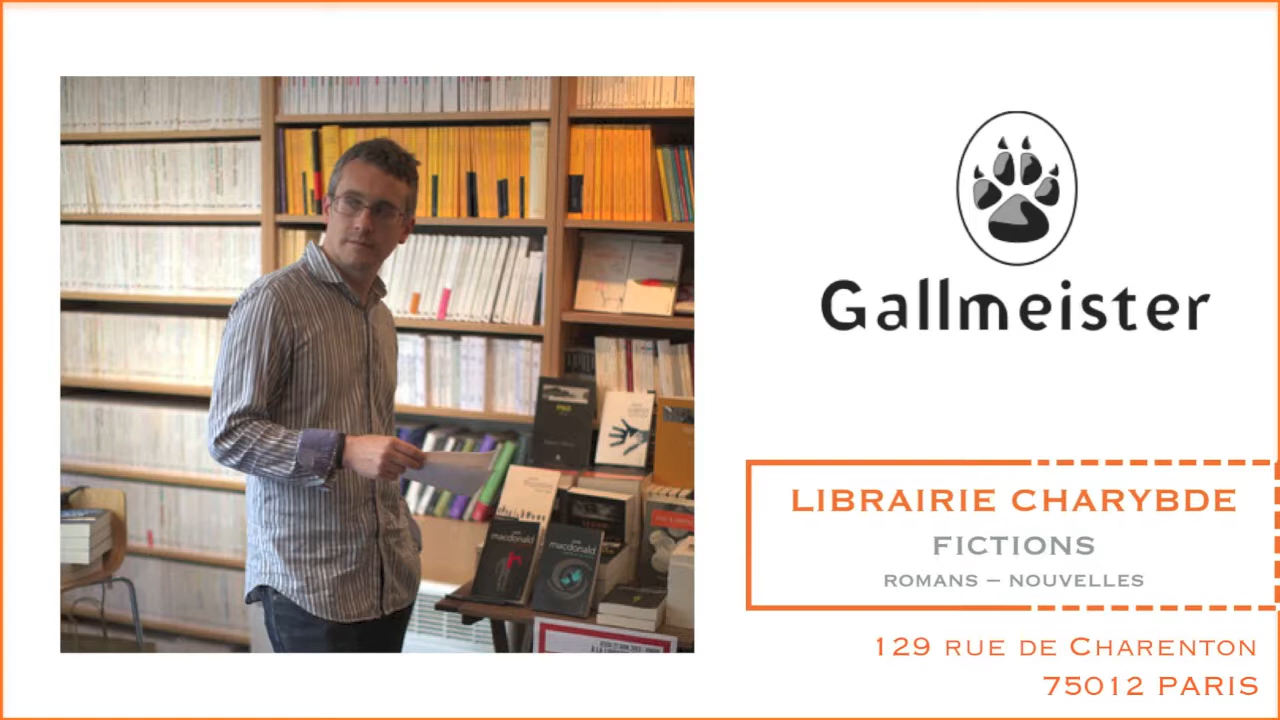 Gallmeister
LIBRAIRIE CHARYBDE
FICTIONS
ROMANS – NOUVELLES
129 RUE DE CHARENTON
75012 PARIS
macdonald
macdonald